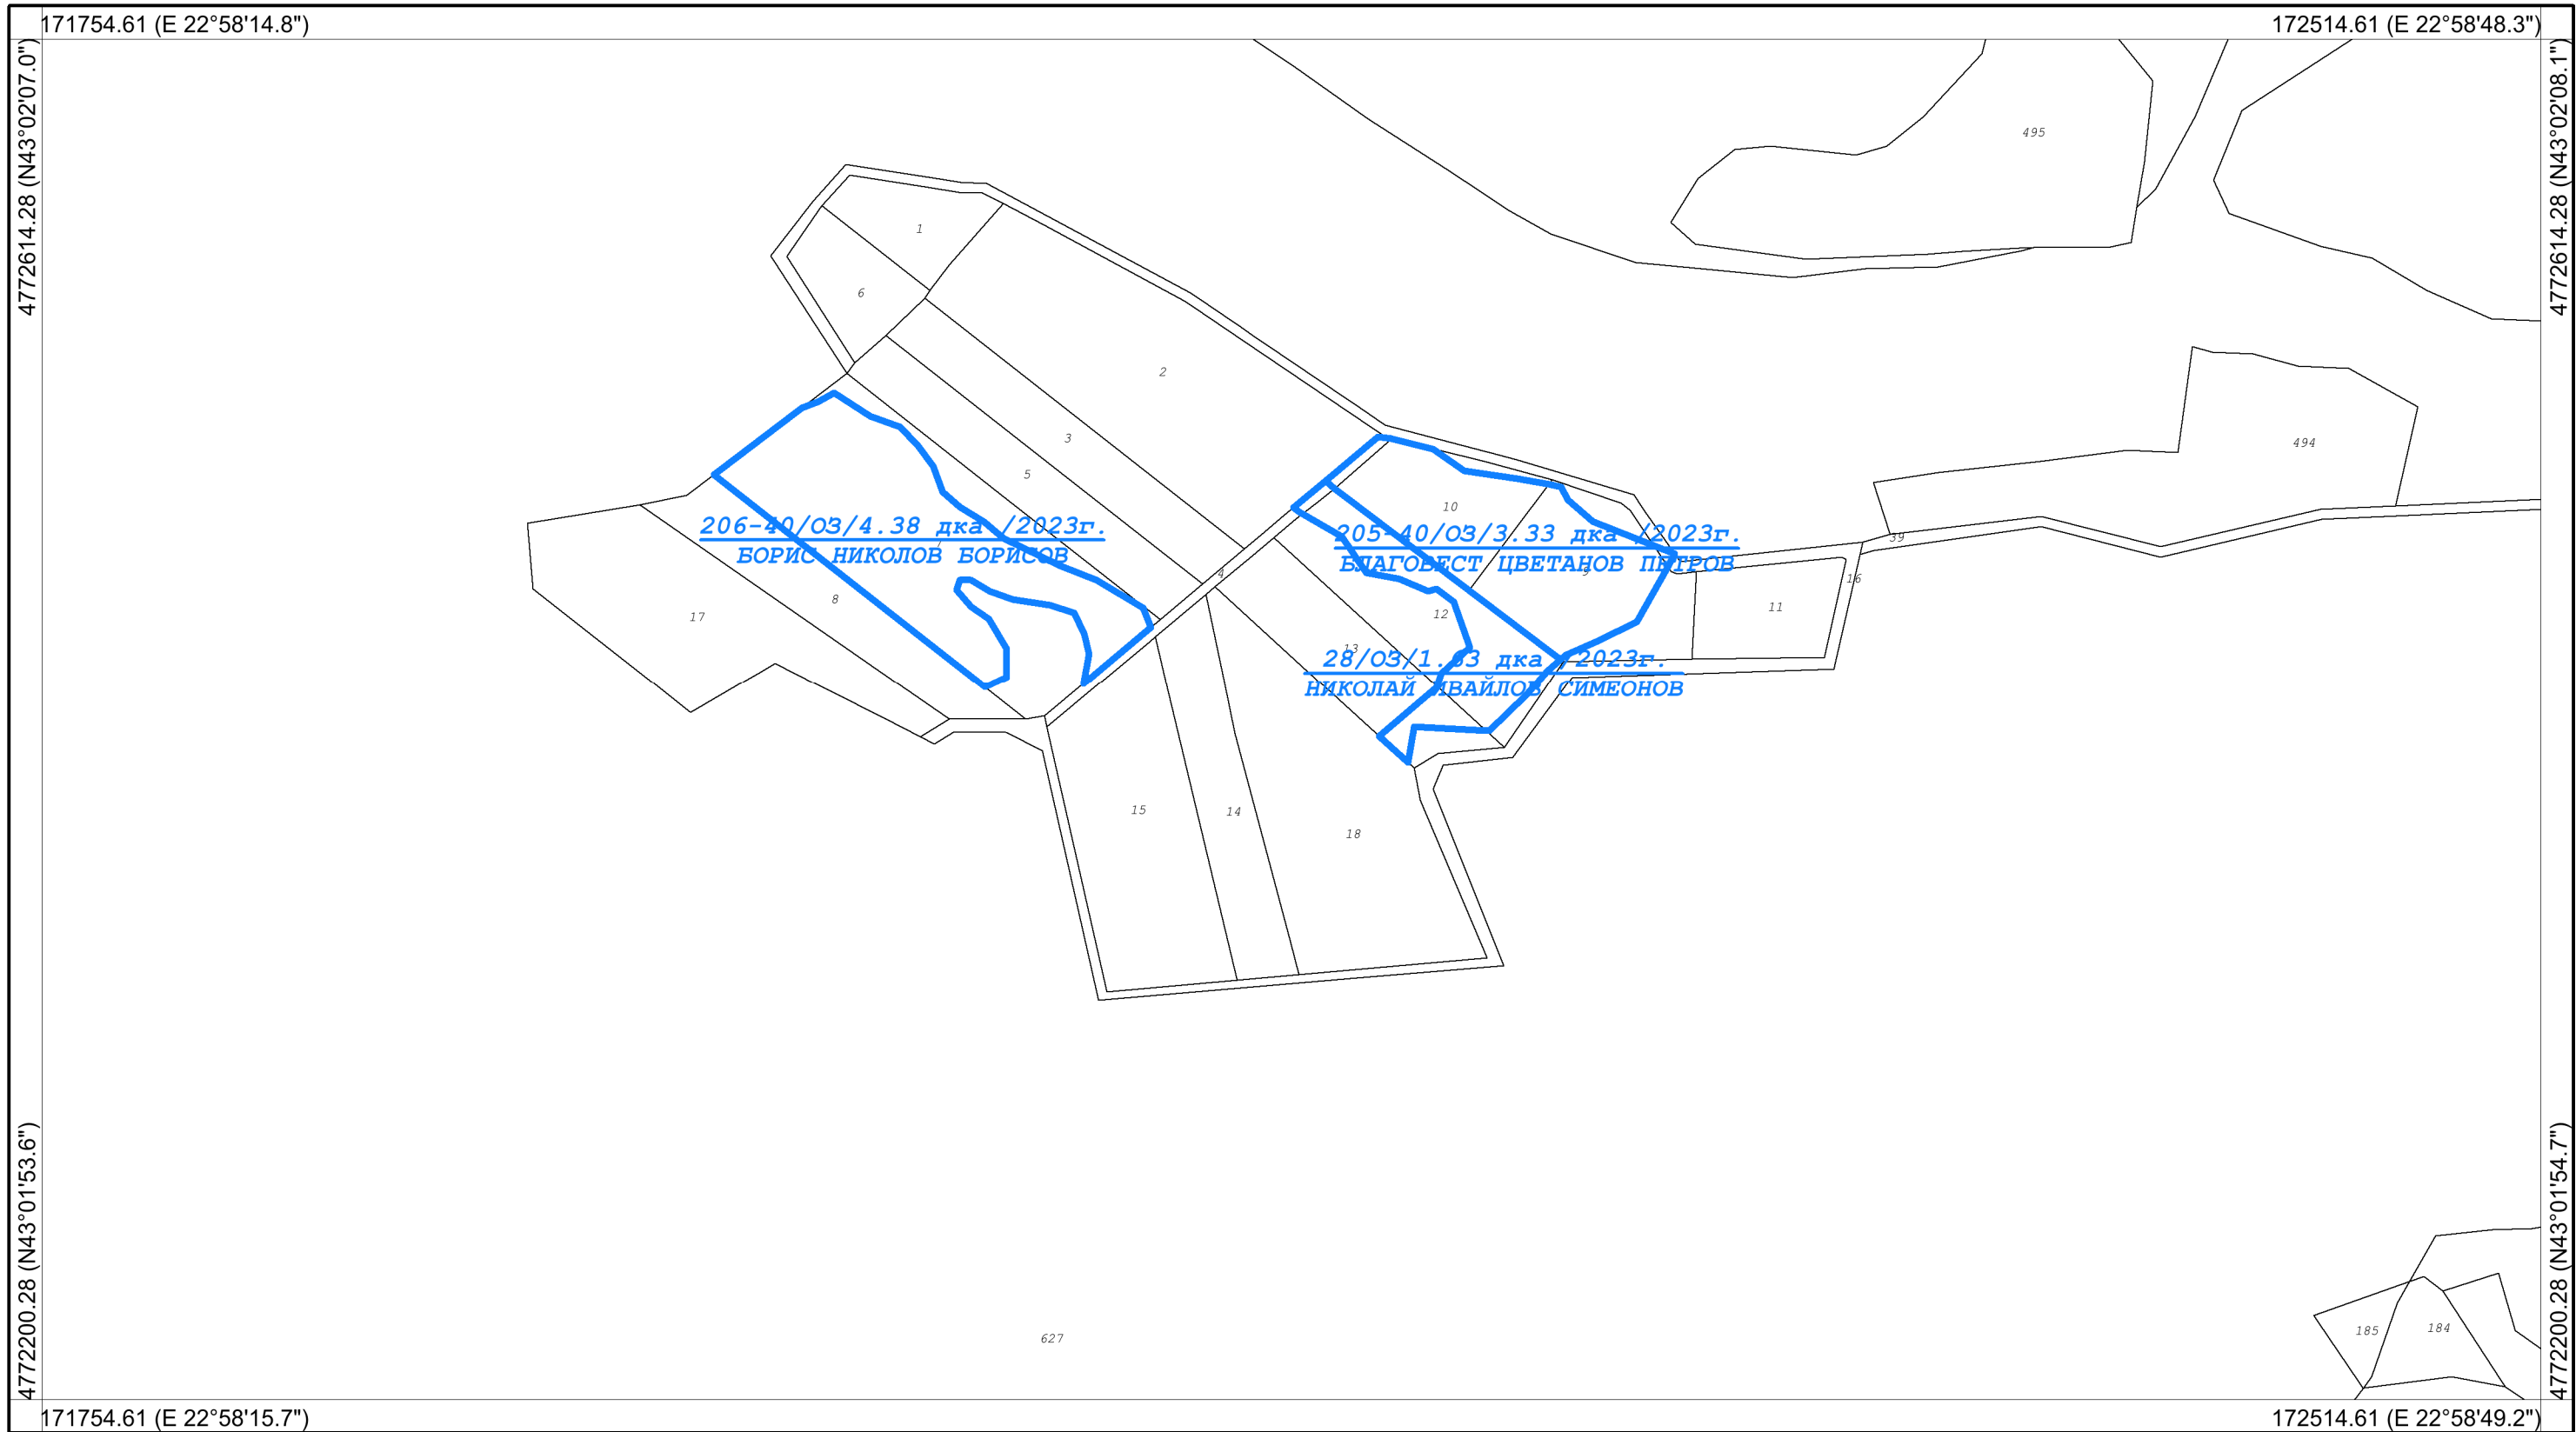 171754.61 (E 22°58'14.8")
172514.61 (E 22°58'48.3")
4772614.28 (N43°02'07.0")
4772614.28 (N43°02'08.1")
495
1
6
2
3
494
5
10
206-40/ОЗ/4.38 дка /2023г.
БОРИС НИКОЛОВ БОРИСОВ
205-40/ОЗ/3.33 дка /2023г.
БЛАГОВЕСТ ЦВЕТАНОВ ПЕТРОВ
39
7
9
4
16
8
11
12
17
13
28/ОЗ/1.63 дка /2023г.
НИКОЛАЙ ИВАЙЛОВ СИМЕОНОВ
15
14
18
4772200.28 (N43°01'53.6")
4772200.28 (N43°01'54.7")
627
185
184
171754.61 (E 22°58'15.7")
172514.61 (E 22°58'49.2")